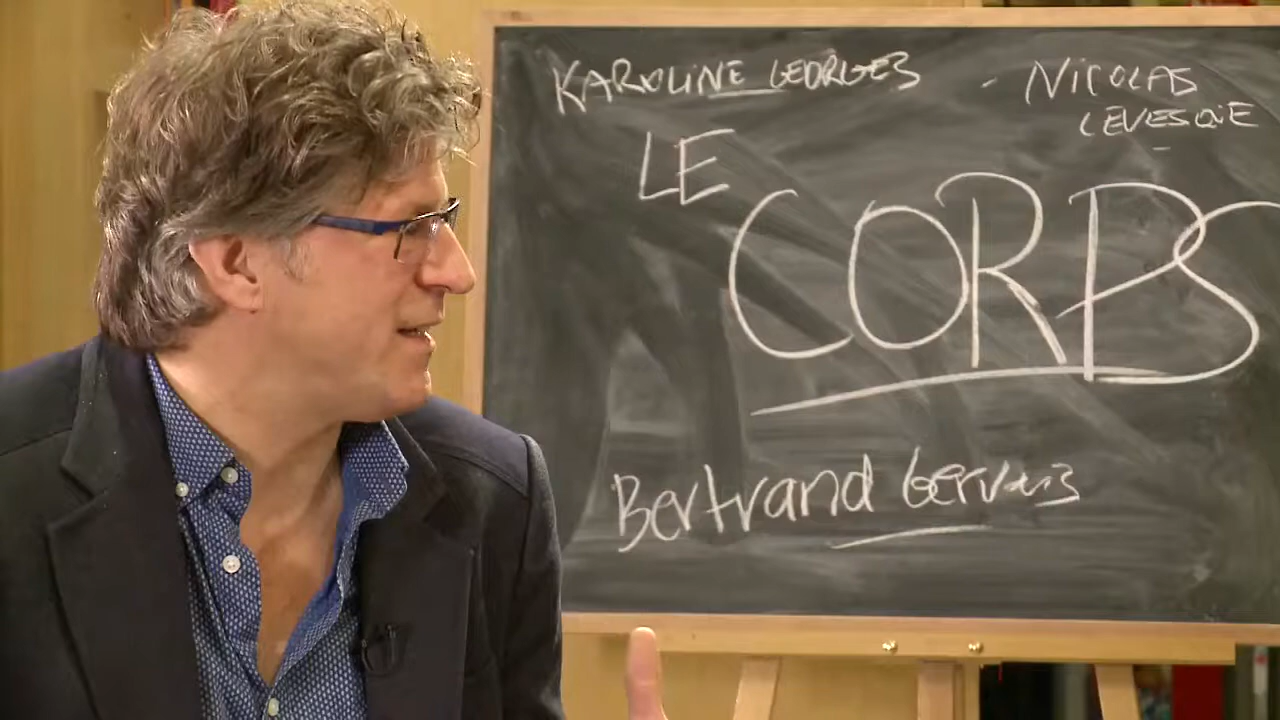 KAROLINE GEORGES - NICOLAS
LEVESQUE
LE
CORPS
Bertrand Gervais